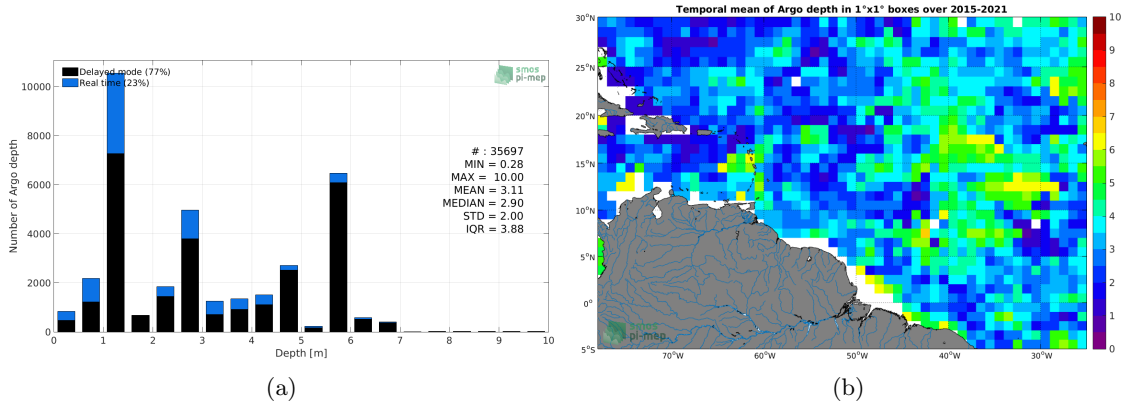 Delayed mode (77%)
Real time (23%)
smos
pi-mep
Number of Argo depth
10000
8000
6000
4000
2000
0
# : 35697
MIN = 0.28
MAX = 10.00
MEAN = 3.11
MEDIAN = 2.90
STD = 2.00
IQR = 3.88
0 1 2 3 4 5 6 7 8 9 10
Depth [m]
(a)
Temporal mean of Argo depth in 1°x1° boxes over 2015-2021
30°N
25°N
20°N
15°N
10°N
5°N
0°
5°S
70°W 60°W 50°W 40°W 30°W
smos
pi-mep
10
9
8
7
6
5
4
3
2
1
0
(b)